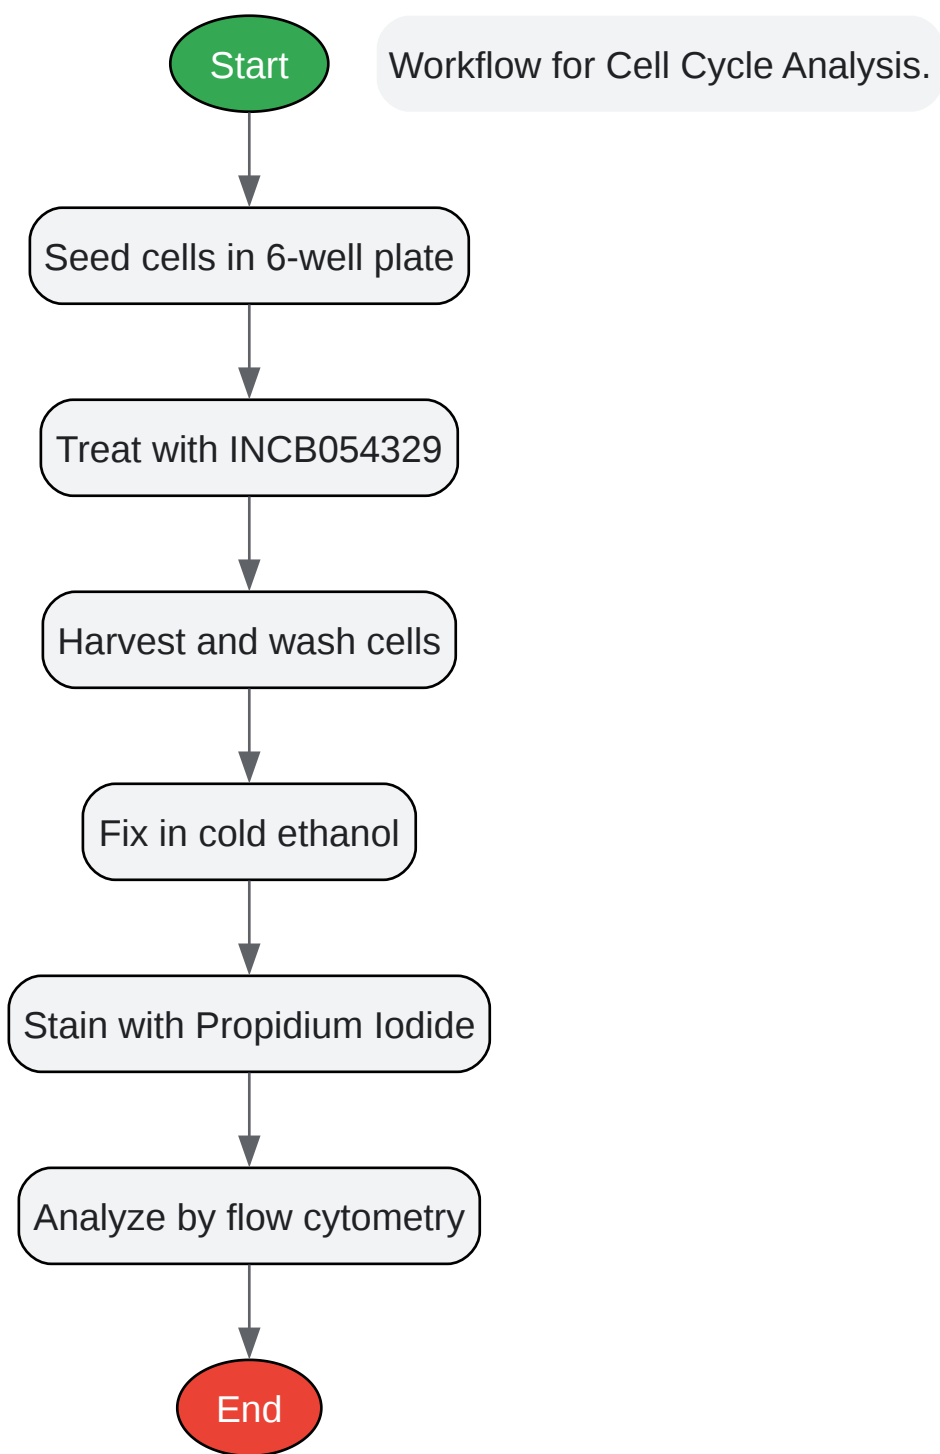 Start
Workflow for Cell Cycle Analysis.
Seed cells in 6-well plate
Treat with INCB054329
Harvest and wash cells
Fix in cold ethanol
Stain with Propidium Iodide
Analyze by flow cytometry
End